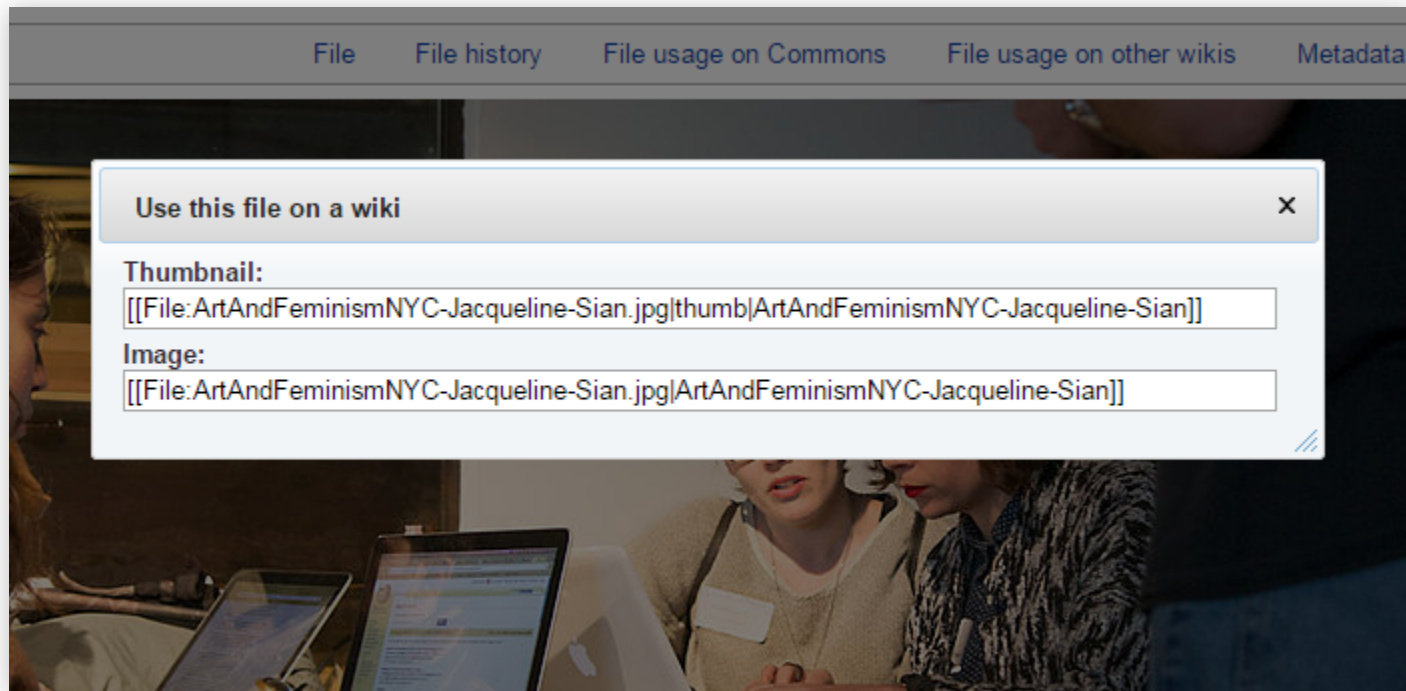 File File history File usage on Commons File usage on other wikis Metadata
Use this file on a wiki
Thumbnail:
[[File:ArtAndFeminismNYC-Jacqueline-Sian.jpg|thumb|ArtAndFeminismNYC-Jacqueline-Sian]]
Image:
[[File:ArtAndFeminismNYC-Jacqueline-Sian.jpg|ArtAndFeminismNYC-Jacqueline-Sian]]